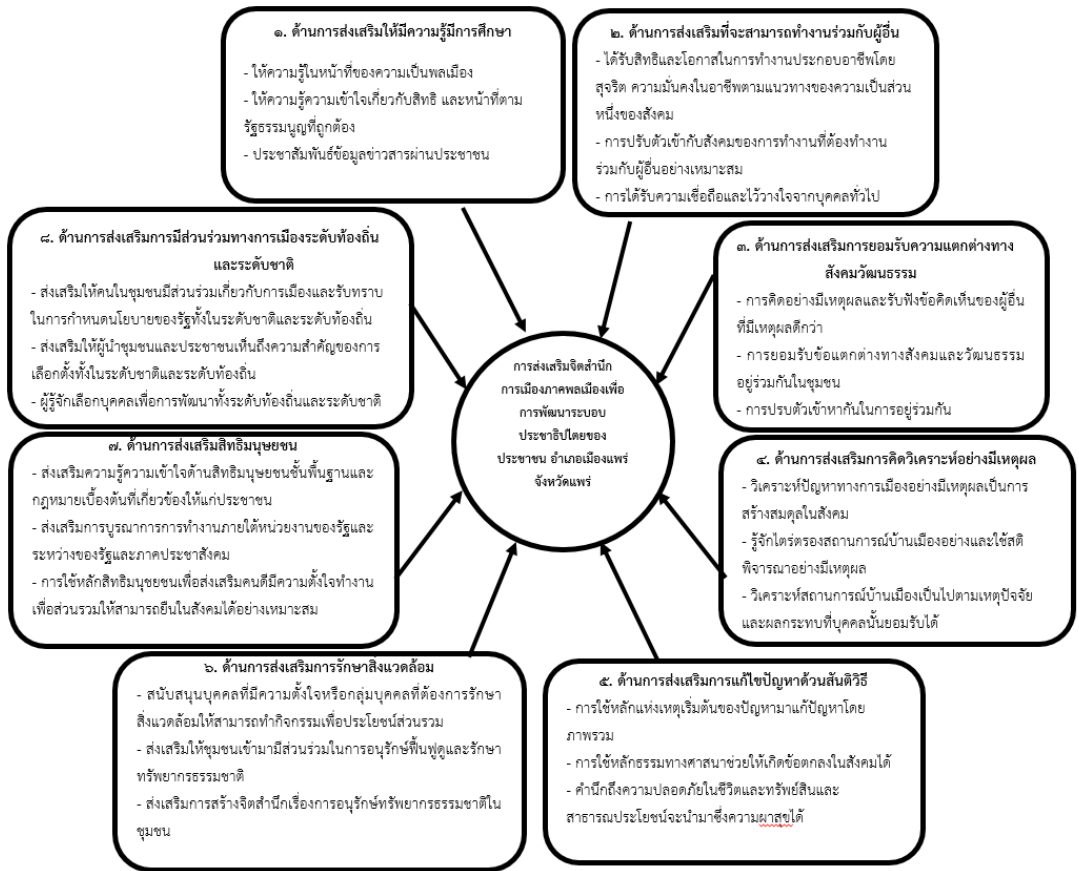 ๑. ด้านการส่งเสริมให้มีความรู้มีการศึกษา
- ให้ความรู้ในหน้าที่ของความเป็นพลเมือง
- ให้ความรู้ความเข้าใจเกี่ยวกับสิทธิ และหน้าที่ตาม
รัฐธรรมนูญที่ถูกต้อง
- ประชาสัมพันธ์ข้อมูลข่าวสารผ่านประชาชน
๒. ด้านการส่งเสริมที่จะสามารถทำงานร่วมกับผู้อื่น
- ได้รับสิทธิและโอกาสในการทำงานประกอบอาชีพโดย
สุจริต ความมั่นคงในอาชีพตามแนวทางของความเป็นส่วน
หนึ่งของสังคม
- การปรับตัวเข้ากับสังคมของการทำงานที่ต้องทำงาน
ร่วมกับผู้อื่นอย่างเหมาะสม
- การได้รับความเชื่อถือและไว้วางใจจากบุคคลทั่วไป
๓. ด้านการส่งเสริมการยอมรับความแตกต่างทาง
สังคมวัฒนธรรม
- การคิดอย่างมีเหตุผลและรับฟังข้อคิดเห็นของผู้อื่น
ที่มีเหตุผลดีกว่า
- การยอมรับข้อแตกต่างทางสังคมและวัฒนธรรม
อยู่ร่วมกันในชุมชน
- การปรบตัวเข้าหากันในการอยู่ร่วมกัน
๔. ด้านการส่งเสริมการคิดวิเคราะห์อย่างมีเหตุผล
- วิเคราะห์ปัญหาทางการเมืองอย่างมีเหตุผลเป็นการ
สร้างสมดุลในสังคม
- รู้จักไตร่ตรองสถานการณ์บ้านเมืองอย่างและใช้สติ
พิจารณาอย่างมีเหตุผล
- วิเคราะห์สถานการณ์บ้านเมืองเป็นไปตามเหตุปัจจัย
และผลกระทบที่บุคคลนั้นยอมรับได้
๕. ด้านการส่งเสริมการแก้ไขปัญหาด้วนสันติวิธี
- การใช้หลักแห่งเหตุเริ่มต้นของปัญหามาแก้ปัญหาโดย
ภาพรวม
- การใช้หลักธรรมทางศาสนาช่วยให้เกิดข้อตกลงในสังคมได้
- คำนึกถึงความปลอดภัยในชีวิตและทรัพย์สินและ
สาธารณประโยชน์จะนำมาซึ่งความผาสุขได้
๖. ด้านการส่งเสริมการรักษาสิ่งแวดล้อม
- สนับสนุนบุคคลที่มีความตั้งใจหรือกลุ่มบุคคลที่ต้องการรักษา
สิ่งแวดล้อมให้สามารถทำกิจกรรมเพื่อประโยชน์ส่วนรวม
- ส่งเสริมให้ชุมชนเข้ามามีส่วนร่วมในการอนุรักษ์ฟื้นฟูดูและรักษา
ทรัพยากรธรรมชาติ
- ส่งเสริมการสร้างจิตสำนึกเรื่องการอนุรักษ์ทรัพยากรธรรมชาติใน
ชุมชน
๗. ด้านการส่งเสริมสิทธิมนุษยชน
- ส่งเสริมความรู้ความเข้าใจด้านสิทธิมนุษยชนชั้นพื้นฐานและ
กฎหมายเบื้องต้นที่เกี่ยวข้องให้แก่ประชาชน
- ส่งเสริมการบูรณาการการทำงานภายใต้หน่วยงานของรัฐและ
ระหว่างของรัฐและภาคประชาสังคม
- การใช้หลักสิทธิมนุชยชนเพื่อส่งเสริมคนดีมีความตั้งใจทำงาน
เพื่อส่วนรวมให้สามารถยืนในสังคมได้อย่างเหมาะสม
๘. ด้านการส่งเสริมการมีส่วนร่วมทางการเมืองระดับท้องถิ่น
และระดับชาติ
- ส่งเสริมให้คนในชุมชนมีส่วนร่วมเกี่ยวกับการเมืองและรับทราบ
ในการกำหนดนโยบายของรัฐทั้งในระดับชาติและระดับท้องถิ่น
- ส่งเสริมให้ผู้นำชุมชนและประชาชนเห็นถึงความสำคัญของการ
เลือกตั้งทั้งในระดับชาติและระดับท้องถิ่น
- ผู้รู้จักเลือกบุคคลเพื่อการพัฒนาทั้งระดับท้องถิ่นและระดับชาติ
การส่งเสริมจิตสำนึก
การเมืองภาคพลเมืองเพื่อ
การพัฒนาระบอบ
ประชาธิปไตยของ
ประชาชน อำเภอเมืองแพร่
จังหวัดแพร่